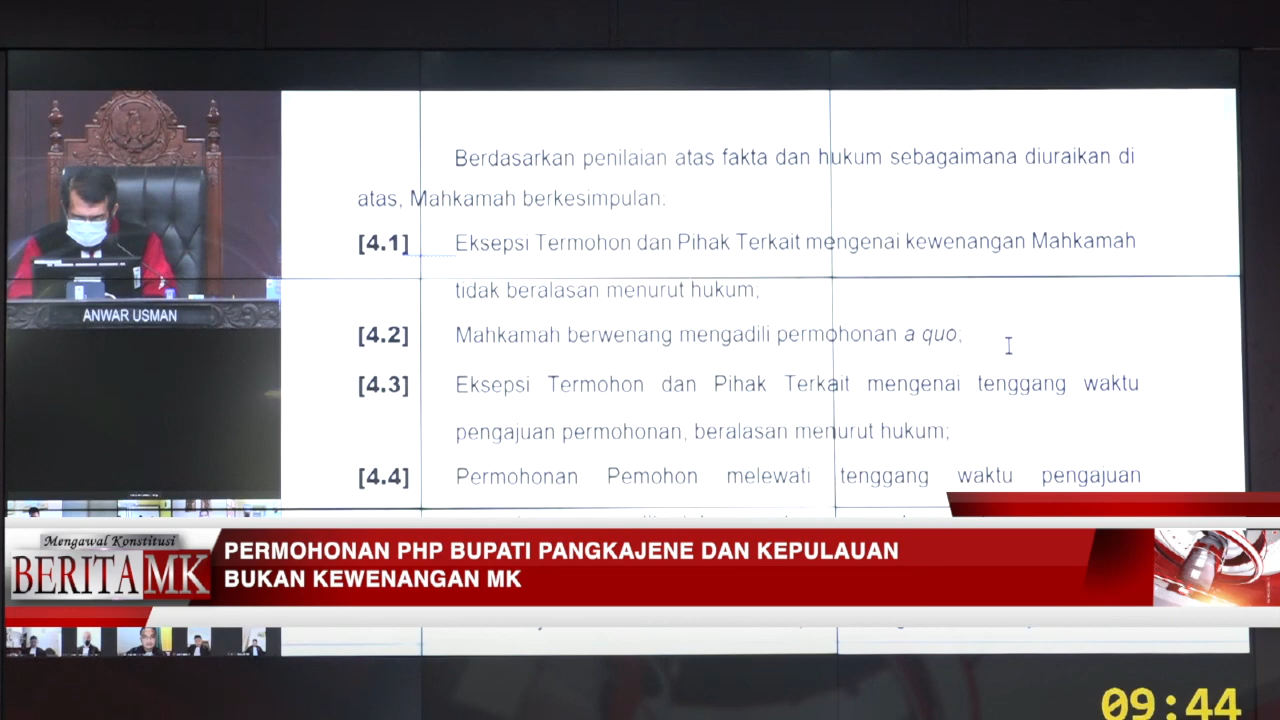 Berdasarkan penilaian atas fakta dan hukum sebagaimana diuraikan di
atas, Mahkamah berkesimpulan:
[4.1] Eksepsi Termohon dan Pihak Terkait mengenai kewenangan Mahkamah
tidak beralasan menurut hukum;
[4.2] Mahkamah berwenang mengadili permohonan a quo;
[4.3] Eksepsi Termohon dan Pihak Terkait mengenai tenggang waktu
pengajuan permohonan, beralasan menurut hukum;
[4.4] Permohonan Pemohon melewati tenggang waktu pengajuan
ANWAR USMAN
Mengawal Konstitusi
BERITA MK
PERMOHONAN PHP BUPATI PANGKAJENE DAN KEPULAUAN
BUKAN KEWENANGAN MK
09:44